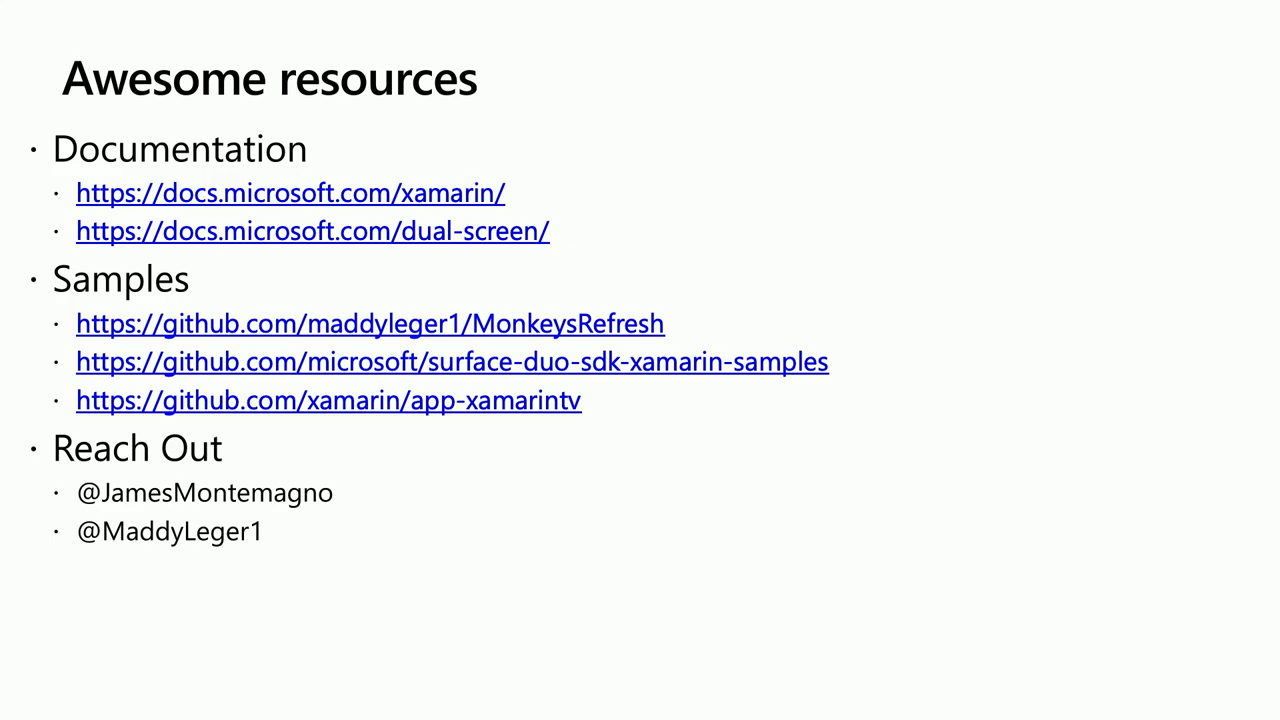 Awesome resources
· Documentation
· https://docs.microsoft.com/xamarin/
· https://docs.microsoft.com/dual-screen/
· Samples
· https://github.com/maddyleger1/MonkeysRefresh
· https://github.com/microsoft/surface-duo-sdk-xamarin-samples
· https://github.com/xamarin/app-xamarintv
· Reach Out
· @JamesMontemagno
· @MaddyLeger1